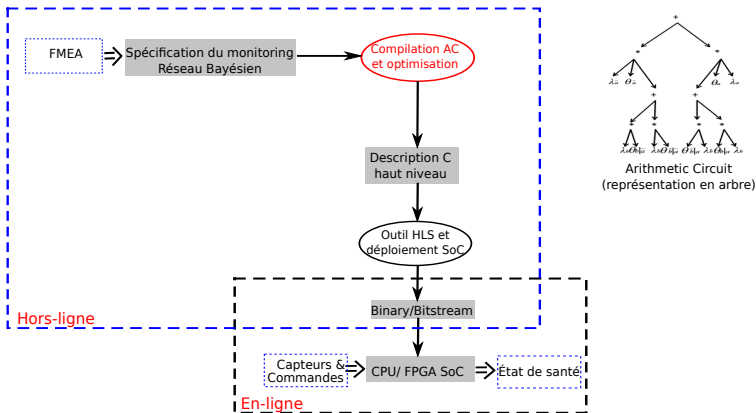 FMEA
Spécification du monitoring
Réseau Bayésien
Compilation AC
et optimisation
Description C
haut niveau
Outil HLS et
déploiement SoC
Hors-ligne
Binary/Bitstream
Capteurs &
Commandes
CPU/ FPGA SoC
État de santé
En-ligne
+
* *
+ +
* * * *
Arithmetic Circuit
(représentation en arbre)